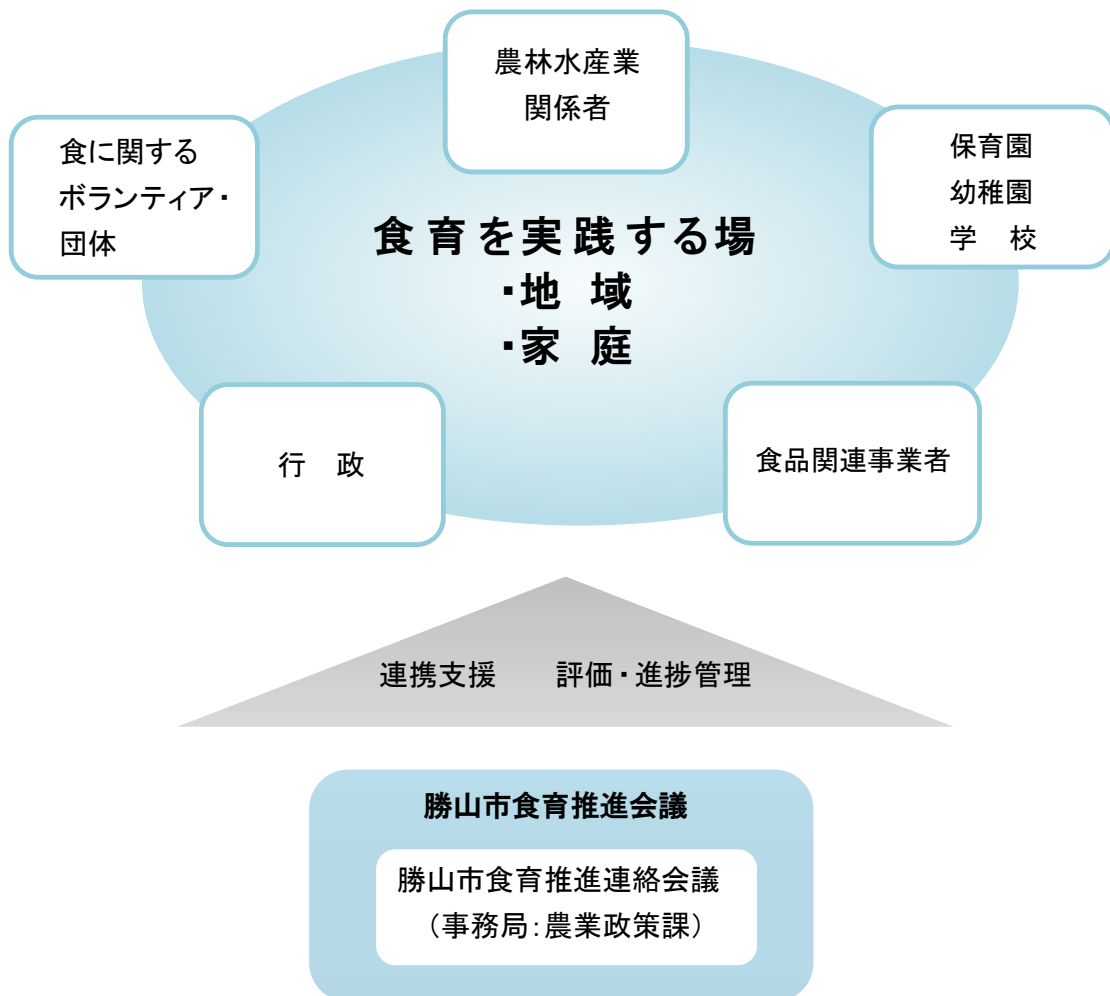 農林水産業
関係者
食に関する
ボランティア・
団体
保育園
幼稚園
学　校
食育を実践する場
・地　域
・家　庭
行　政
食品関連事業者
連携支援　　評価・進捗管理
勝山市食育推進会議
勝山市食育推進連絡会議
（事務局：農業政策課）